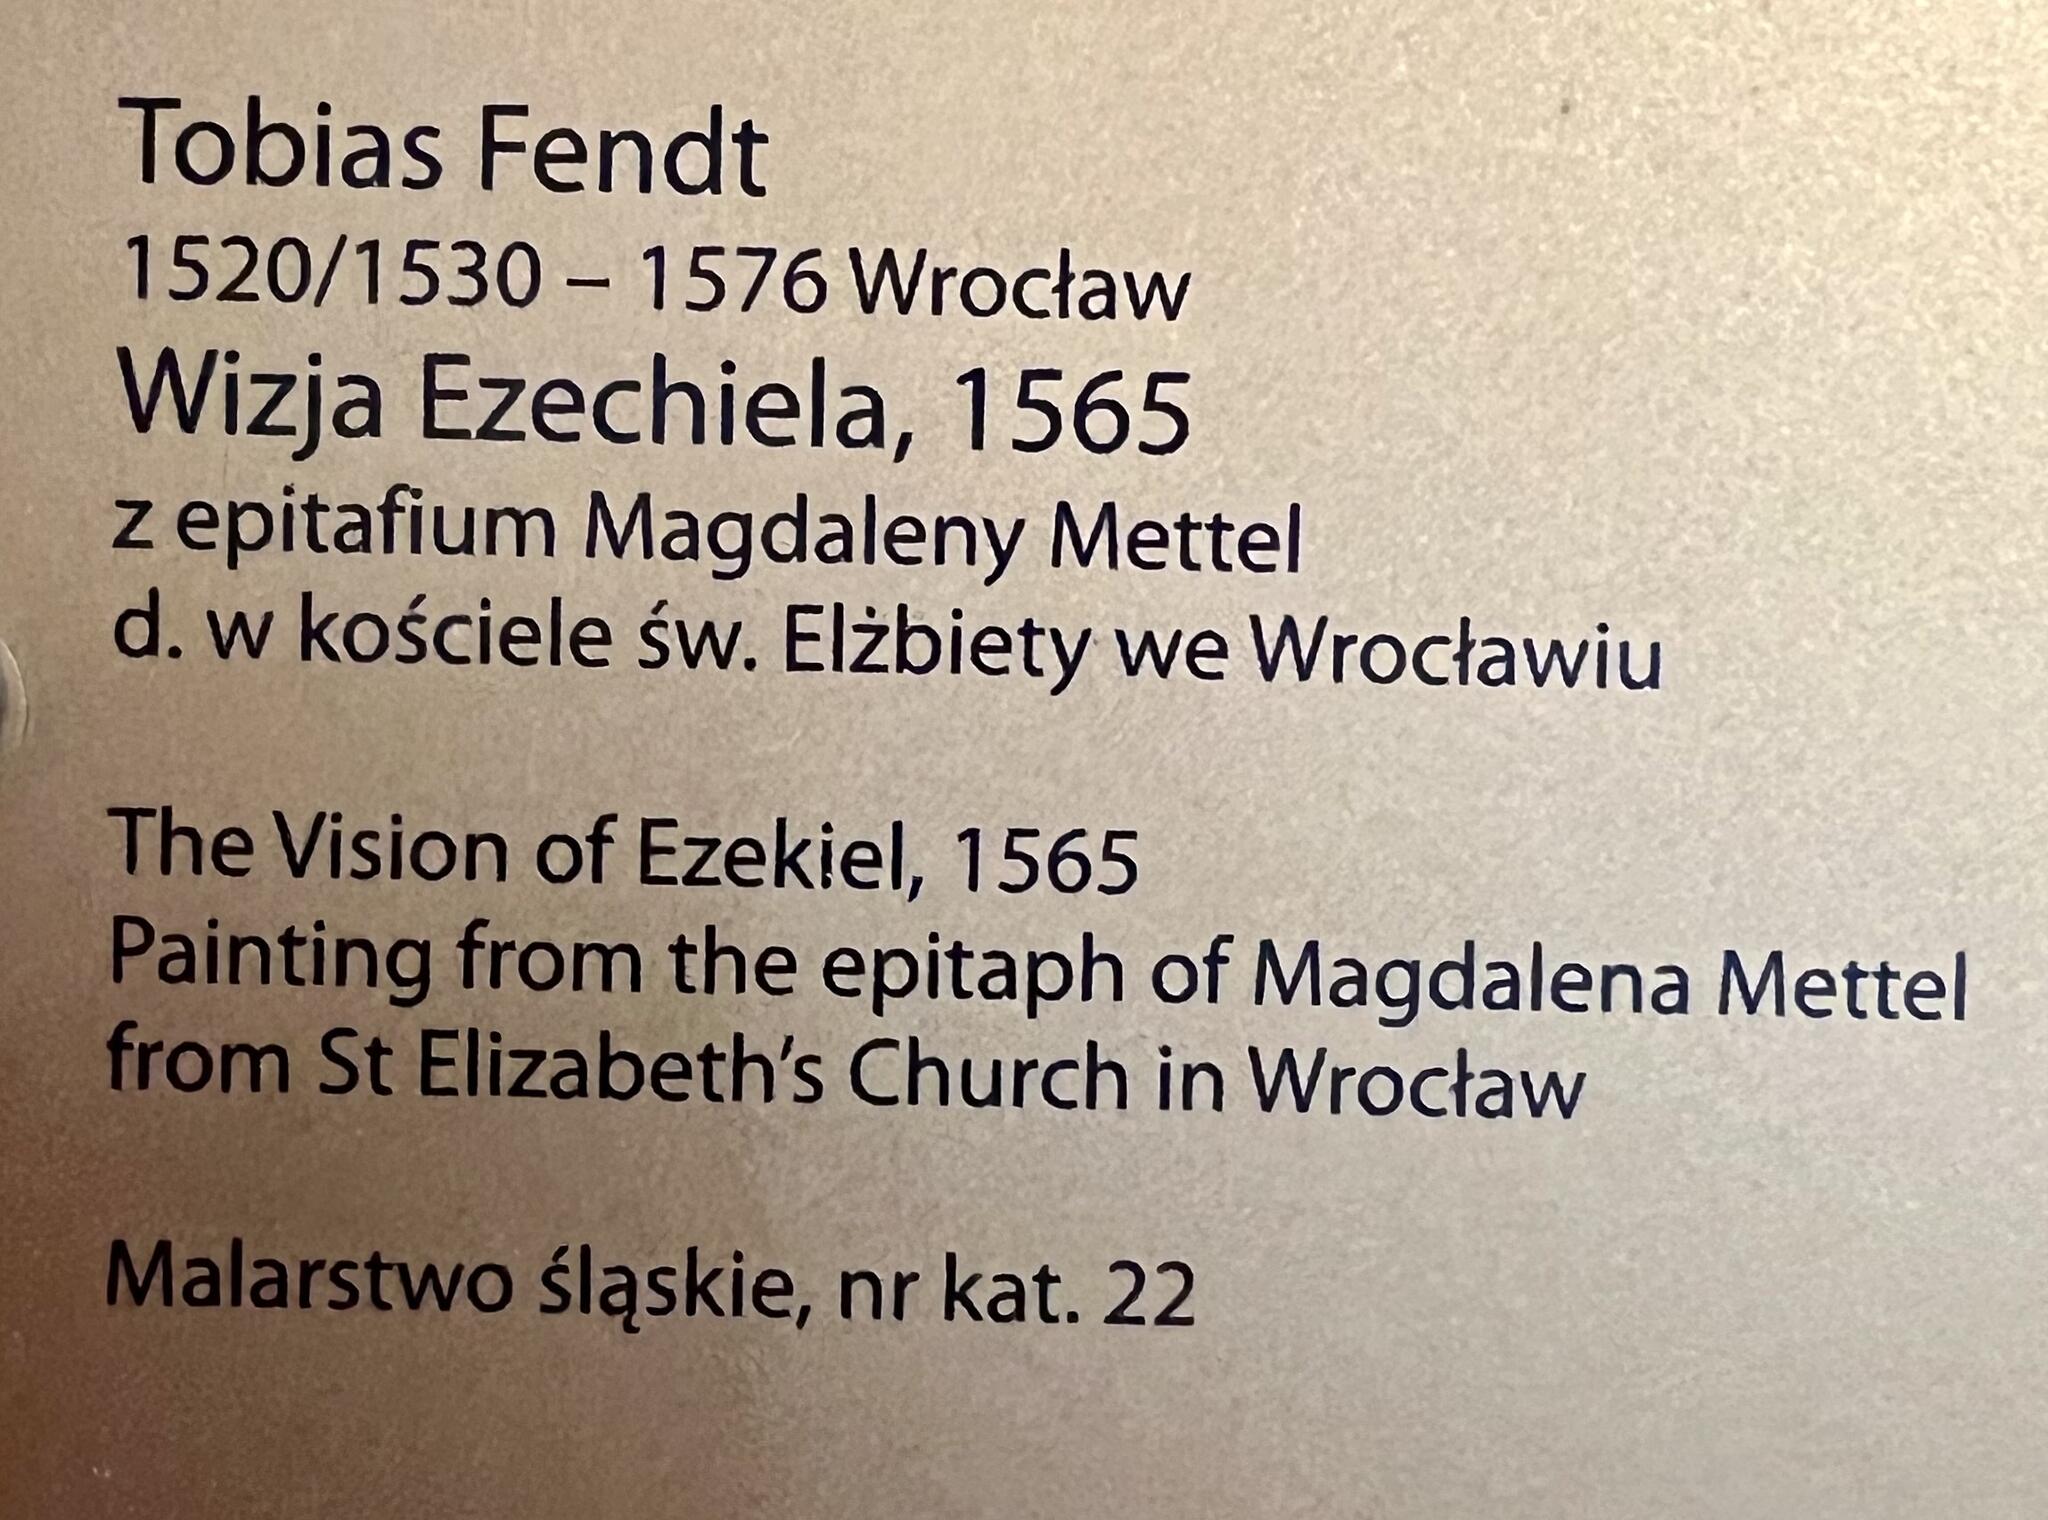 Tobias Fendt
1520/1530 – 1576 Wrocław
Wizja Ezechiela, 1565
z epitafium Magdaleny Mettel
d. w kościele św. Elżbiety we Wrocławiu
The Vision of Ezekiel, 1565
Painting from the epitaph of Magdalena Mettel
from St Elizabeth's Church in Wrocław
Malarstwo śląskie, nr kat. 22